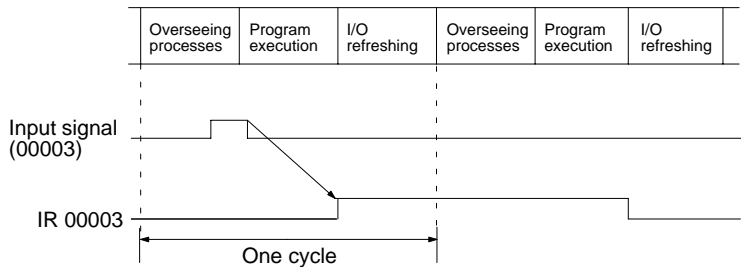 Overseeing processes
Program execution
I/O refreshing
Overseeing processes
Program execution
I/O refreshing
Input signal
(00003)
IR 00003
One cycle